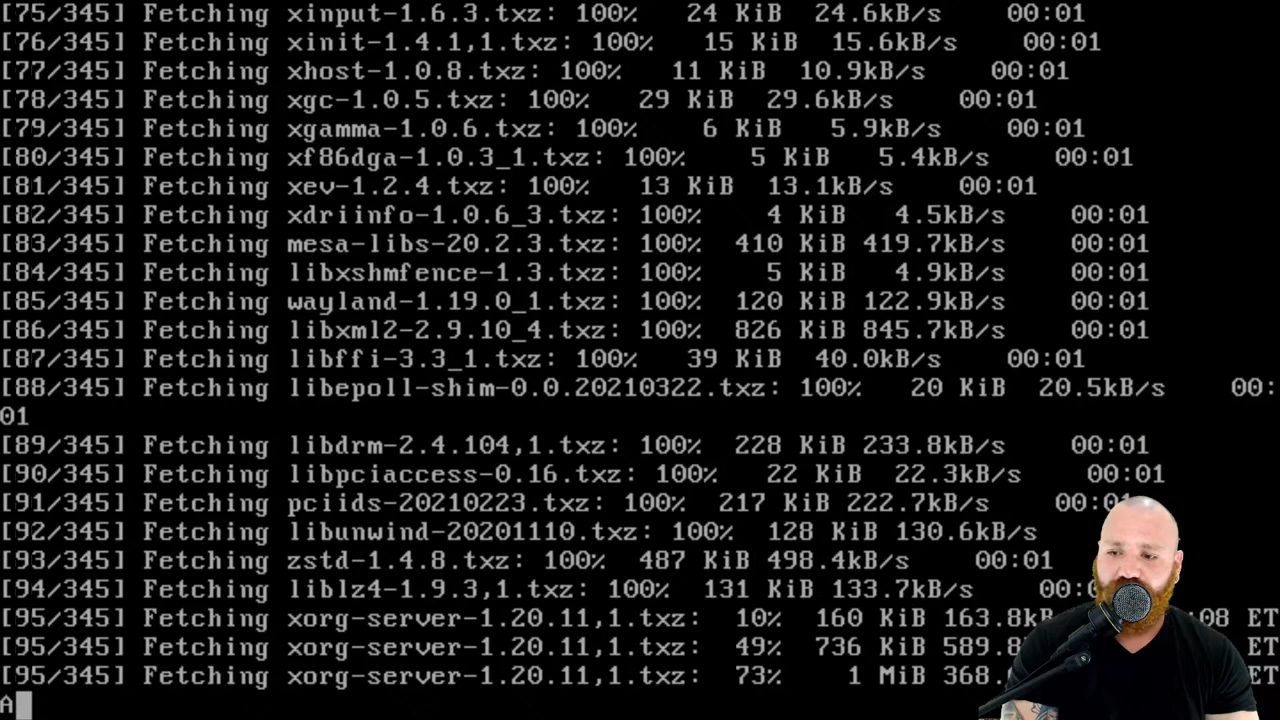 [75/345] Fetching xinput-1.6.3.txz: 100% 24 KiB 24.6kB/s 00:01
[76/345] Fetching xinit-1.4.1,1.txz: 100% 15 KiB 15.6kB/s 00:01
[77/345] Fetching xhost-1.0.8.txz: 100% 11 KiB 10.9kB/s 00:01
[78/345] Fetching xgc-1.0.5.txz: 100% 29 KiB 29.6kB/s 00:01
[79/345] Fetching xgamma-1.0.6.txz: 100% 6 KiB 5.9kB/s 00:01
[80/345] Fetching xf86dga-1.0.3_1.txz: 100% 5 KiB 5.4kB/s 00:01
[81/345] Fetching xev-1.2.4.txz: 100% 13 KiB 13.1kB/s 00:01
[82/345] Fetching xdriinfo-1.0.6_3.txz: 100% 4 KiB 4.5kB/s 00:01
[83/345] Fetching mesa-libs-20.2.3.txz: 100% 410 KiB 419.7kB/s 00:01
[84/345] Fetching libxshmfence-1.3.txz: 100% 5 KiB 4.9kB/s 00:01
[85/345] Fetching wayland-1.19.0_1.txz: 100% 120 KiB 122.9kB/s 00:01
[86/345] Fetching libxml2-2.9.10_4.txz: 100% 826 KiB 845.7kB/s 00:01
[87/345] Fetching libffi-3.3_1.txz: 100% 39 KiB 40.0kB/s 00:01
[88/345] Fetching libepoll-shim-0.0.20210322.txz: 100% 20 KiB 20.5kB/s 00:
01
[89/345] Fetching libdrm-2.4.104,1.txz: 100% 228 KiB 233.8kB/s 00:01
[90/345] Fetching libpciaccess-0.16.txz: 100% 22 KiB 22.3kB/s 00:01
[91/345] Fetching pciids-20210223.txz: 100% 217 KiB 222.7kB/s 00:01
[92/345] Fetching libunwind-20201110.txz: 100% 128 KiB 130.6kB/s
[93/345] Fetching zstd-1.4 txz: 100% 487 KiB 498.4kB/s 00:01
[94/345] Fetching liblz4-1.9.3,1.txz: 100% 131 KiB 133.7kB/s
[95/345] Fetching xorg-server-1.20.11,1.txz: 10% 160 KiB 163.8kB :08 ET
[95/345] Fetching xorg-server-1.20.11,1.txz: 49% 736 KiB 589.8 ET
[95/345] Fetching xorg-server-1.20.11,1.txz: 73% 1 MiB 368. ET
A